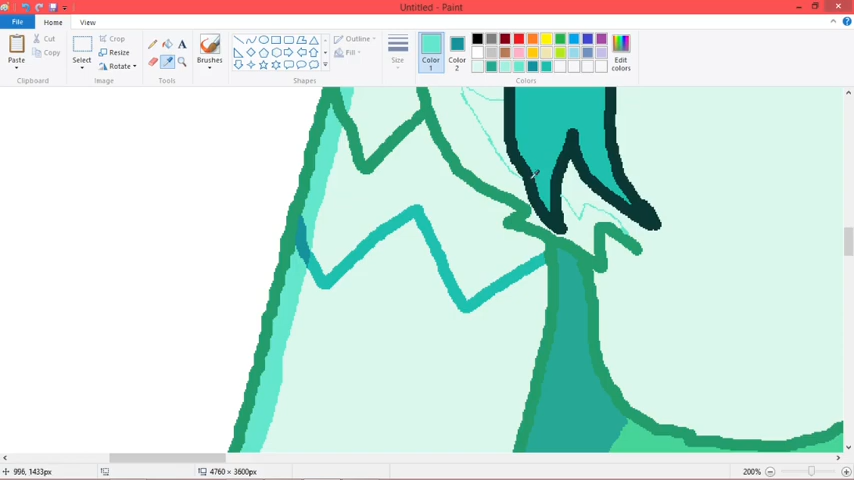 Untitled - Paint
File
Home
View
Paste
Cut
Copy
Clipboard
Select
Crop
Resize
Rotate
Image
A
Tools
Brushes
Outline
Fill
Shapes
Size
Color 1
Color 2
Edit colors
Colors
996, 1433px
4760 × 3600px
200%